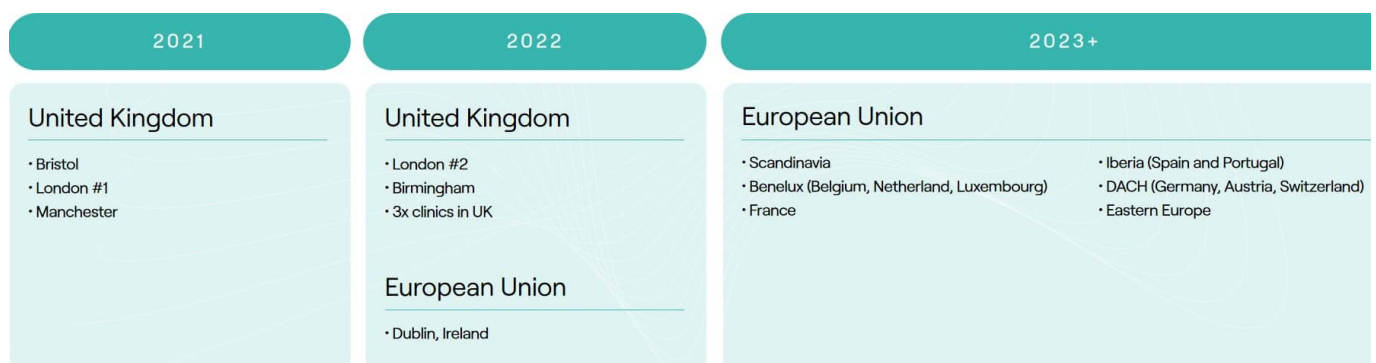 2021
United Kingdom
· Bristol
· London #1
· Manchester
2022
United Kingdom
· London #2
· Birmingham
· 3x clinics in UK
European Union
· Dublin, Ireland
2023+
European Union
· Scandinavia
· Benelux (Belgium, Netherland, Luxembourg)
· France
· Iberia (Spain and Portugal)
· DACH (Germany, Austria, Switzerland)
· Eastern Europe